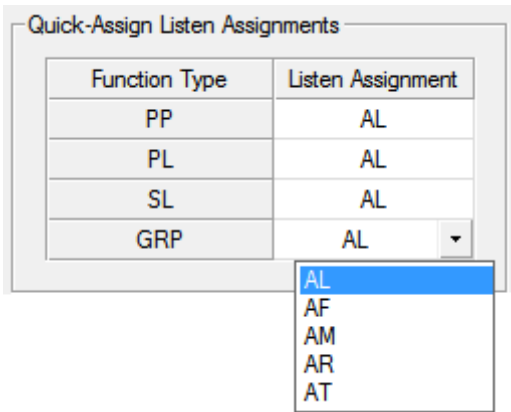 Quick-Assign Listen Assignments
Function Type Listen Assignment
PP AL
PL AL
SL AL
GRP AL
AL
AF
AM
AR
AT